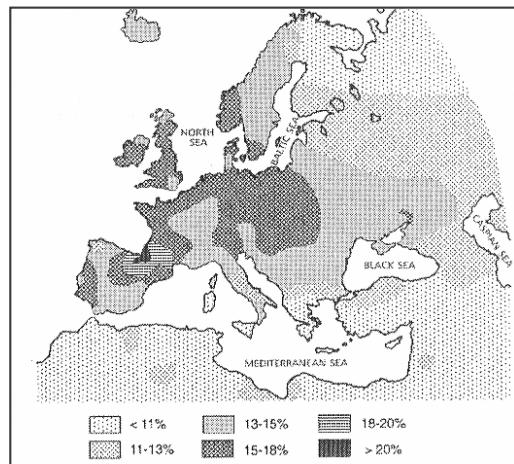 NORTH
SEA
BALTIC SEA
CASPIAN SEA
BLACK SEA
MEDITERRANEAN SEA
< 11% 13-15% 18-20%
11-13% 15-18% > 20%